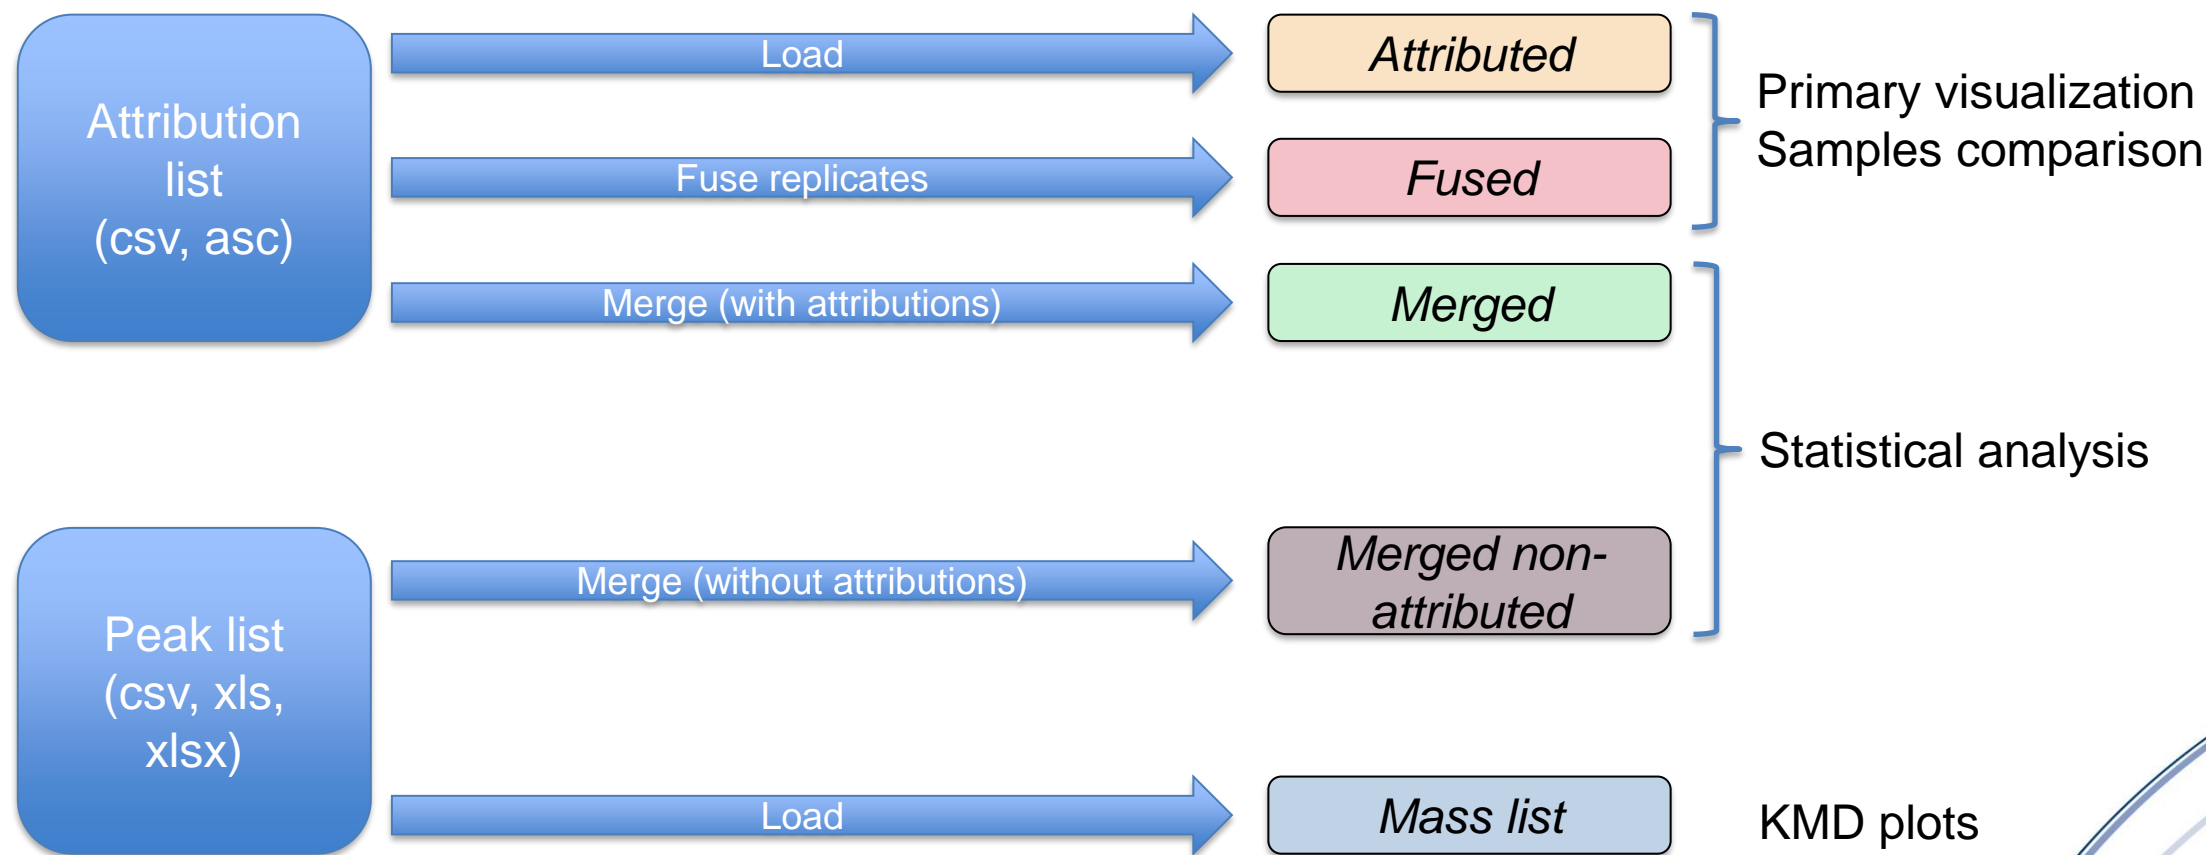 Attribution
list
(csv, asc)
Load
Attributed
Fuse replicates
Fused
Merge (with attributions)
Merged
Primary visualization
Samples comparison
Statistical analysis
Peak list
(csv, xls,
xlsx)
Merge (without attributions)
Merged non-
attributed
Load
Mass list
KMD plots